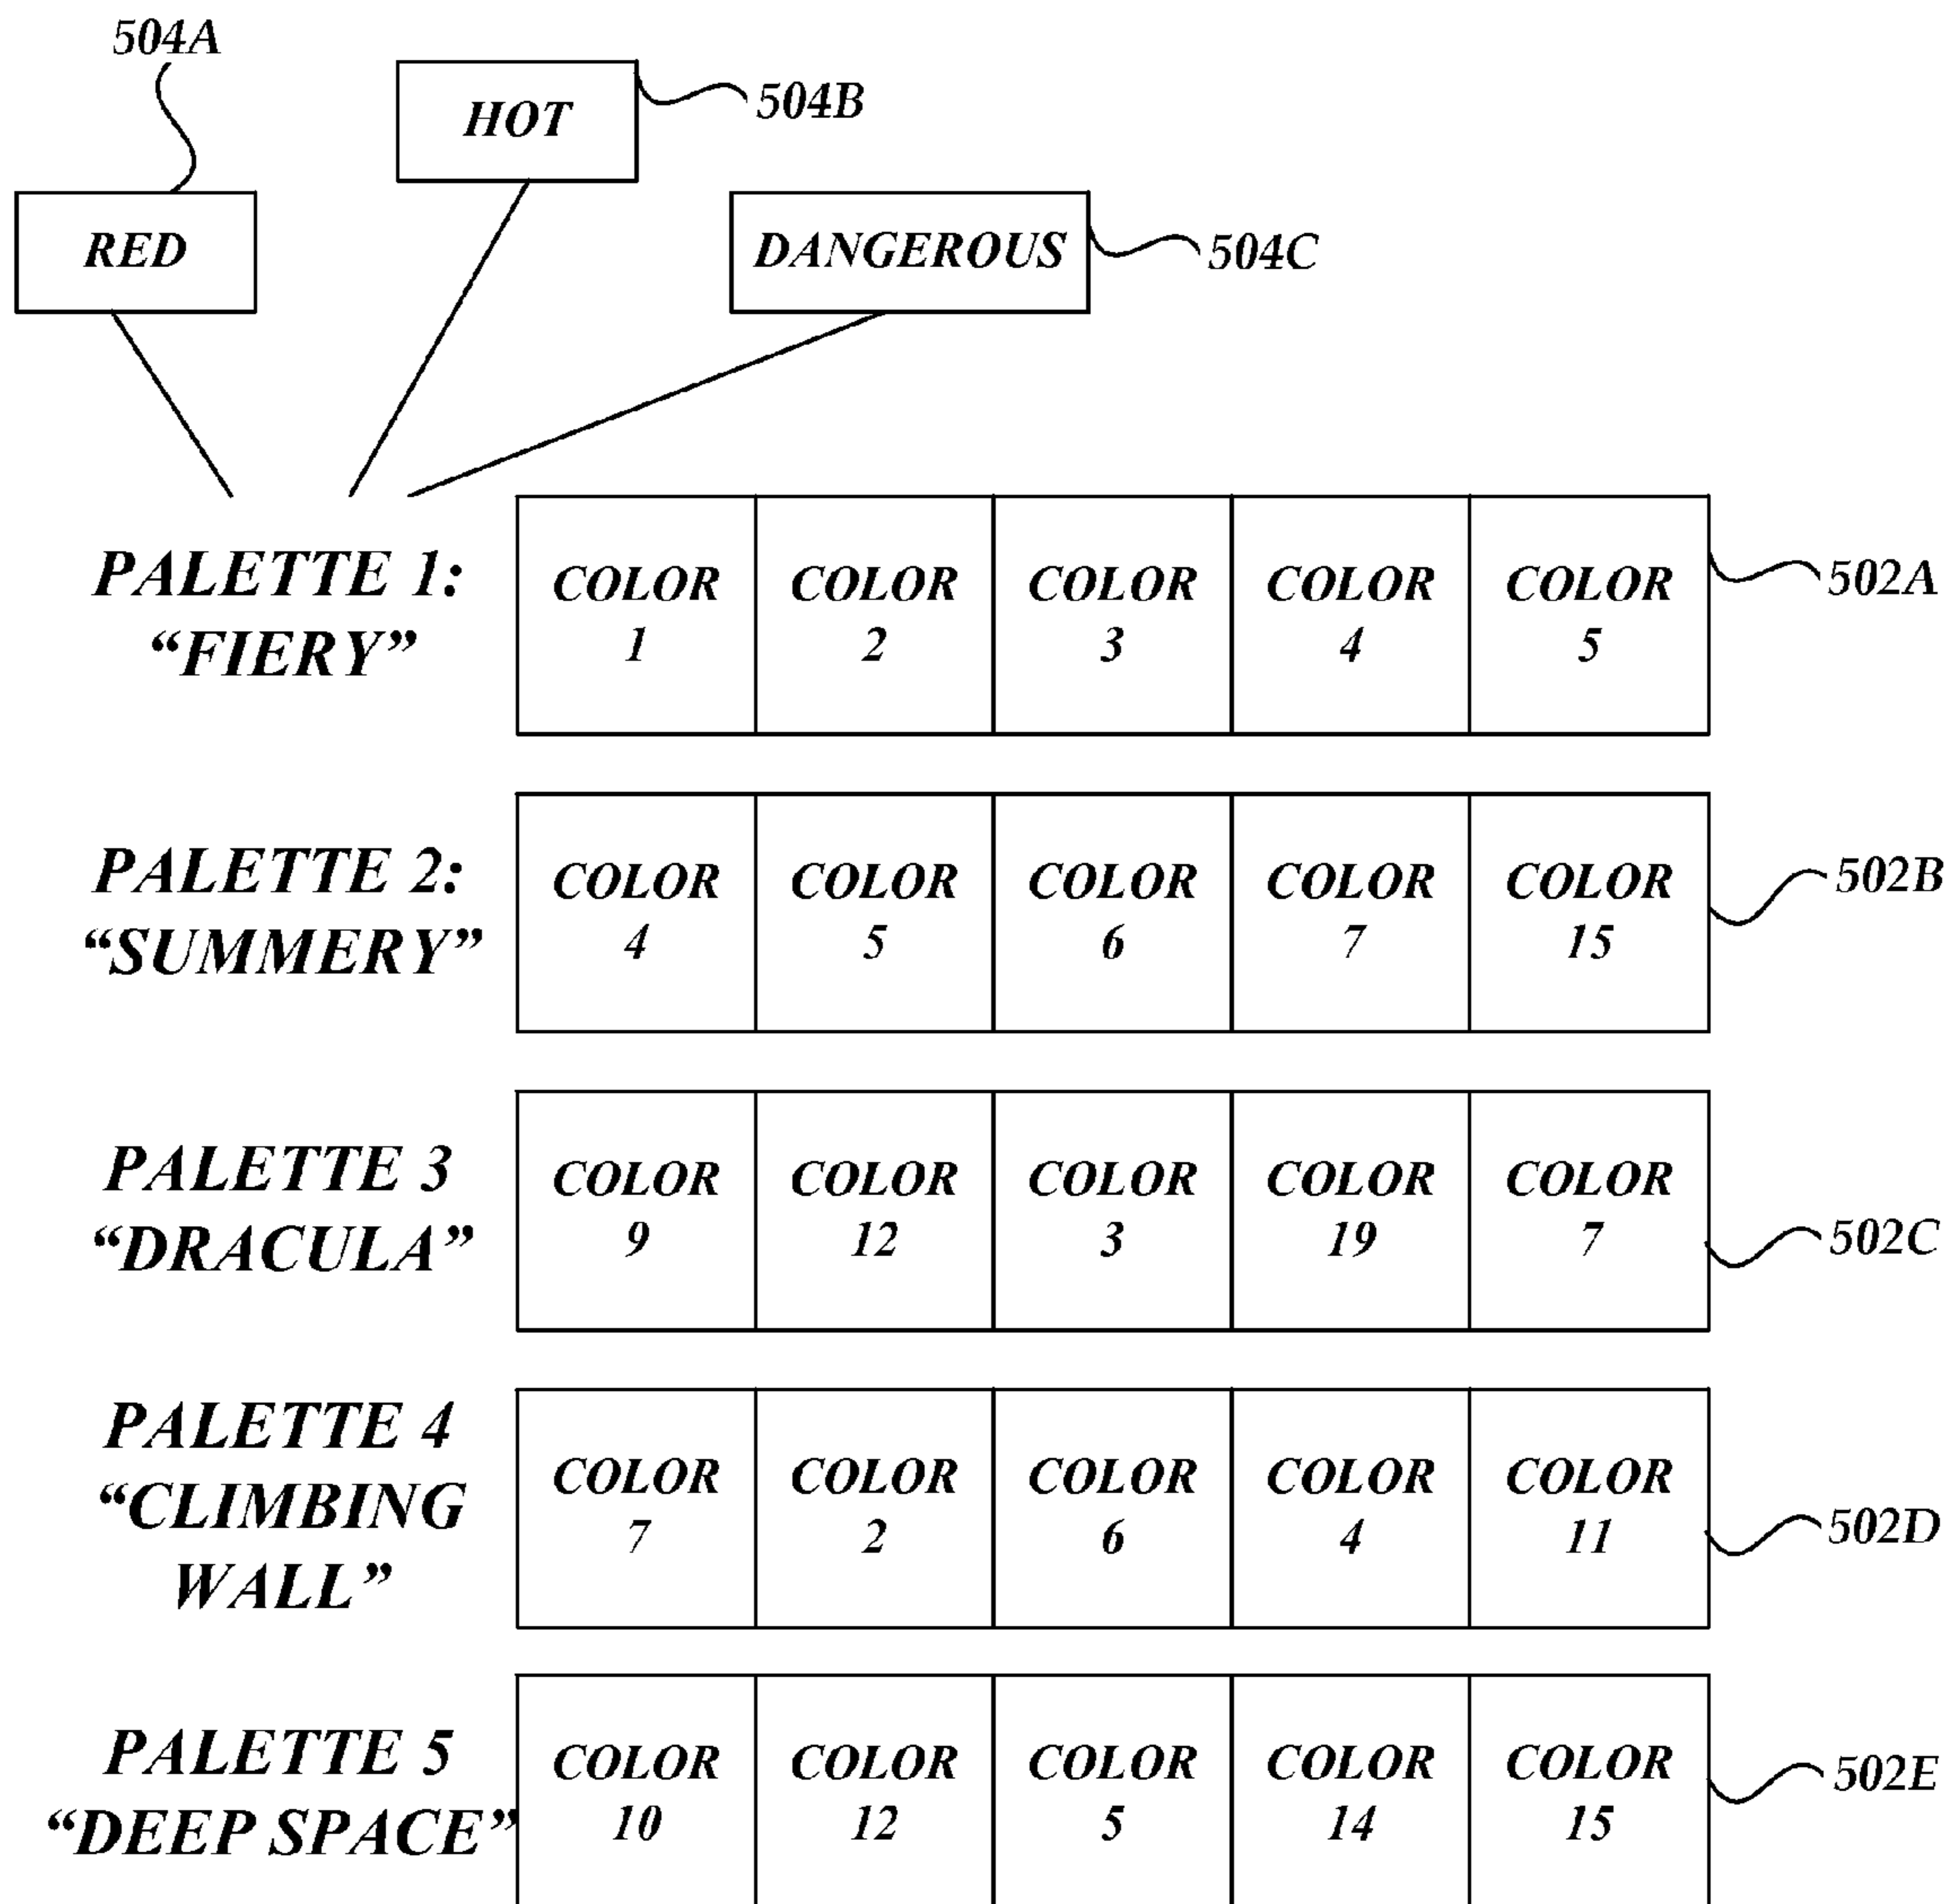 504A
HOT
504B
RED
DANGEROUS
504C
PALETTE 1:
“FIERY”
COLOR
1
COLOR
2
COLOR
3
COLOR
4
COLOR
5
502A
PALETTE 2:
“SUMMERY”
COLOR
4
COLOR
5
COLOR
6
COLOR
7
COLOR
15
502B
PALETTE 3
“DRACULA”
COLOR
9
COLOR
12
COLOR
3
COLOR
19
COLOR
7
502C
PALETTE 4
“CLIMBING
WALL”
COLOR
7
COLOR
2
COLOR
6
COLOR
4
COLOR
11
502D
PALETTE 5
“DEEP SPACE”
COLOR
10
COLOR
12
COLOR
5
COLOR
14
COLOR
15
502E